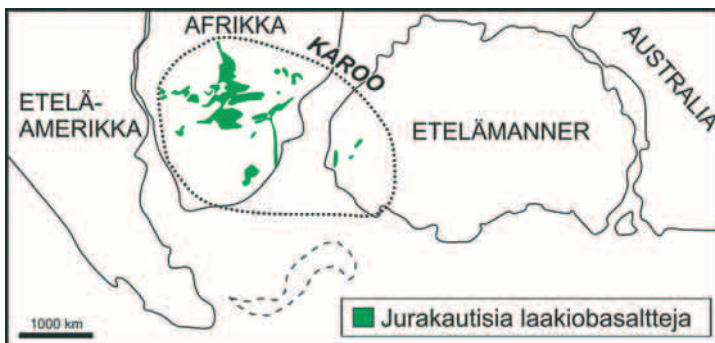 AFRIKKA
KAROO
AUSTRALIA
ETELÄ-
AMERIKKA
ETELÄMANNER
1000 km
Jurakautisia laakiobasaltteja